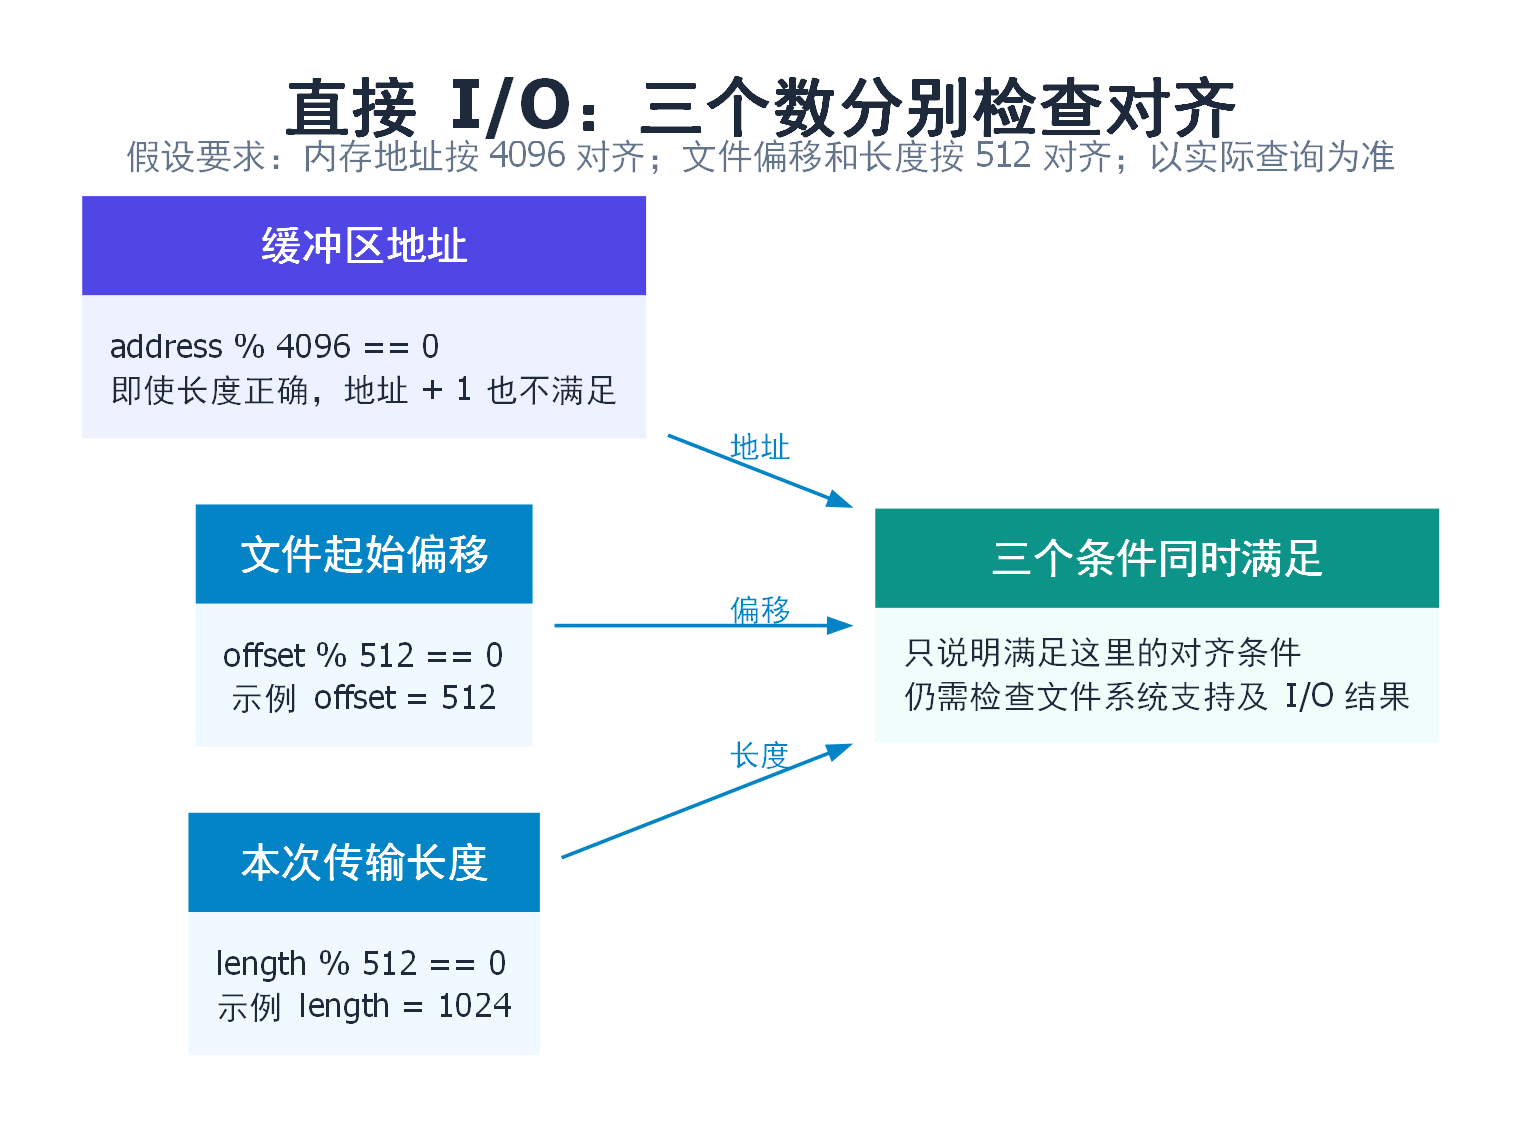 直接 I/O：三个数分别检查对齐
假设要求：内存地址按 4096 对齐；文件偏移和长度按 512 对齐；以实际查询为准
缓冲区地址
address % 4096 == 0
即使长度正确，地址 + 1 也不满足
地址
文件起始偏移
offset % 512 == 0
示例 offset = 512
偏移
三个条件同时满足
只说明满足这里的对齐条件
仍需检查文件系统支持及 I/O 结果
长度
本次传输长度
length % 512 == 0
示例 length = 1024